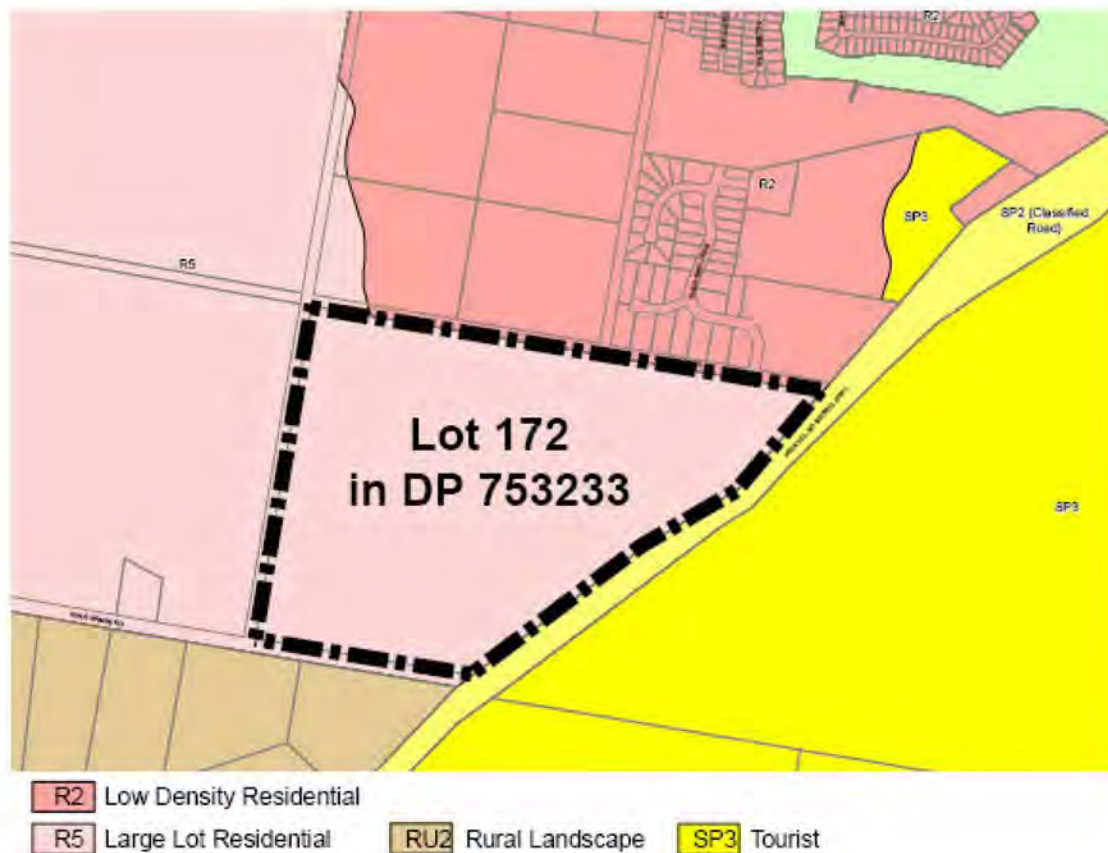 R2
R2
SP3
SP2 (Classified
Road)
R5
Lot 172
in DP 753233
SP3
R2 Low Density Residential
R5 Large Lot Residential
RU2 Rural Landscape
SP3 Tourist